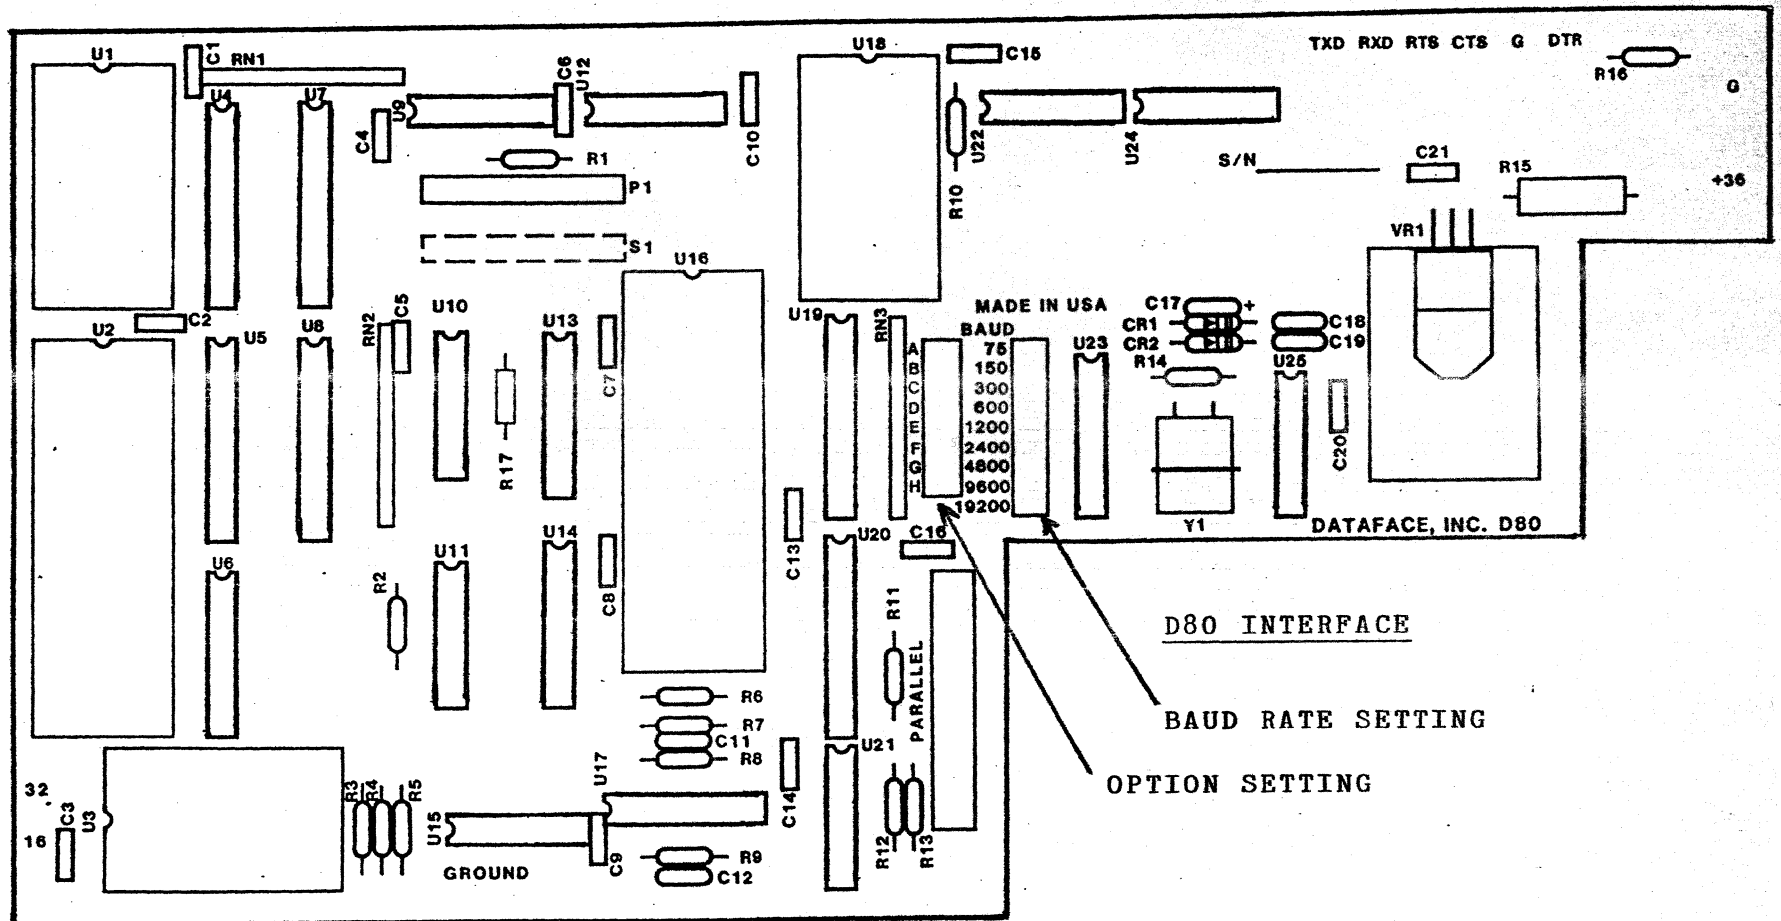 U1
C1
RN1
U4
U7
C4
U9
C6
U12
C10
R1
P1
S1
U18
C15
R10
U22
U24
TXD RXD RTS CTS G DTR
R16
G
S/N
C21
R15
+36
VR1
U16
U2
C2
U5
U8
RN2
C5
U10
R17
U13
C7
U19
RN3
MADE IN USA
BAUD
A 75
B 150
C 300
D 600
E 1200
F 2400
G 4800
H 9600
19200
U23
C17 +
CR1
CR2
R14
C18
C19
U25
C20
Y1
DATAFACE, INC. D80
U6
R2
U11
U14
C8
C13
U20
C16
R11
PARALLEL
D80 INTERFACE
BAUD RATE SETTING
OPTION SETTING
R6
R7
C11
R8
U17
C14
U21
32
16
C3
U3
R3
R4
R5
U15
GROUND
C9
R9
C12
R12
R13